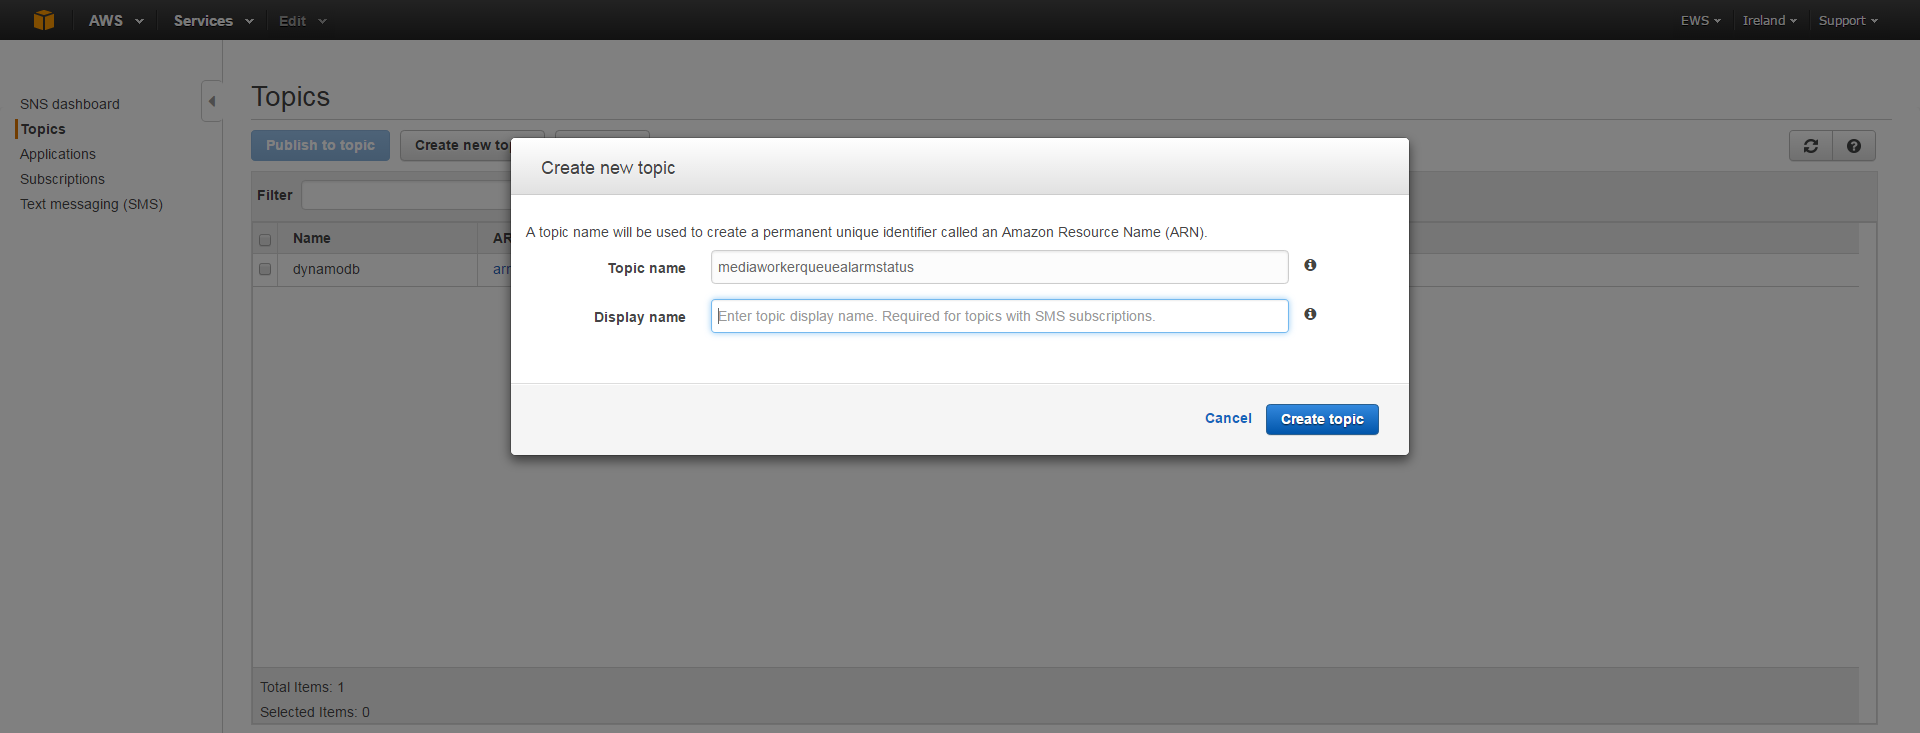 AWS Services Edit EWS Ireland Support
SNS dashboard
Topics
Applications
Subscriptions
Text messaging (SMS)
Topics
Publish to topic Create new to
Filter
Name AR
dynamodb arn
Total Items: 1
Selected Items: 0
Create new topic
A topic name will be used to create a permanent unique identifier called an Amazon Resource Name (ARN).
Topic name mediaworkerqueuealarmstatus
Display name Enter topic display name. Required for topics with SMS subscriptions.
Cancel Create topic